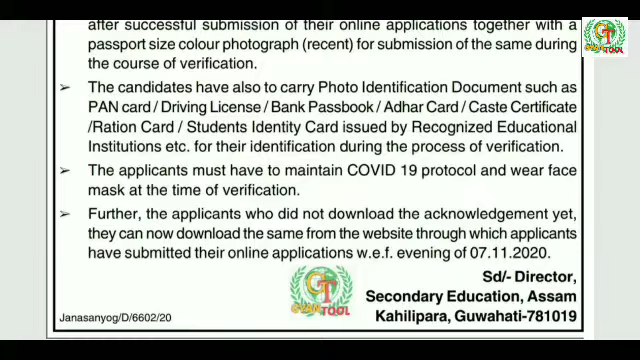 after successful submission of their online applications together with a
passport size colour photograph (recent) for submission of the same during
the course of verification.
➢ The candidates have also to carry Photo Identification Document such as
PAN card / Driving License / Bank Passbook / Adhar Card / Caste Certificate
/Ration Card / Students Identity Card issued by Recognized Educational
Institutions etc. for their identification during the process of verification.
➢ The applicants must have to maintain COVID 19 protocol and wear face
mask at the time of verification.
➢ Further, the applicants who did not download the acknowledgement yet,
they can now download the same from the website through which applicants
have submitted their online applications w.e.f. evening of 07.11.2020.
Sd/- Director,
Secondary Education, Assam
Kahilipara, Guwahati-781019
Janasanyog/D/6602/20
GT
GYAN TOOL
GT
GYAN TOOL